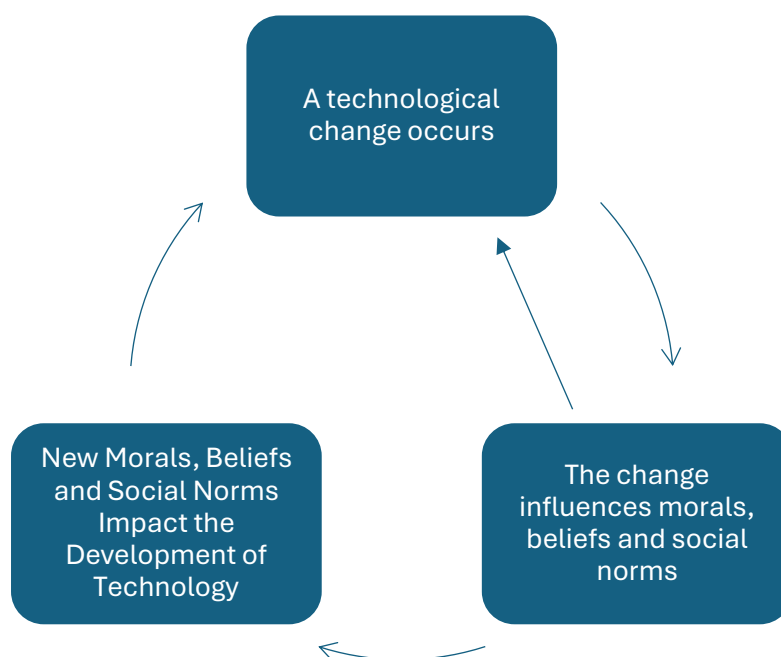 A technological
change occurs
New Morals, Beliefs
and Social Norms
Impact the
Development of
Technology
The change
influences morals,
beliefs and social
norms